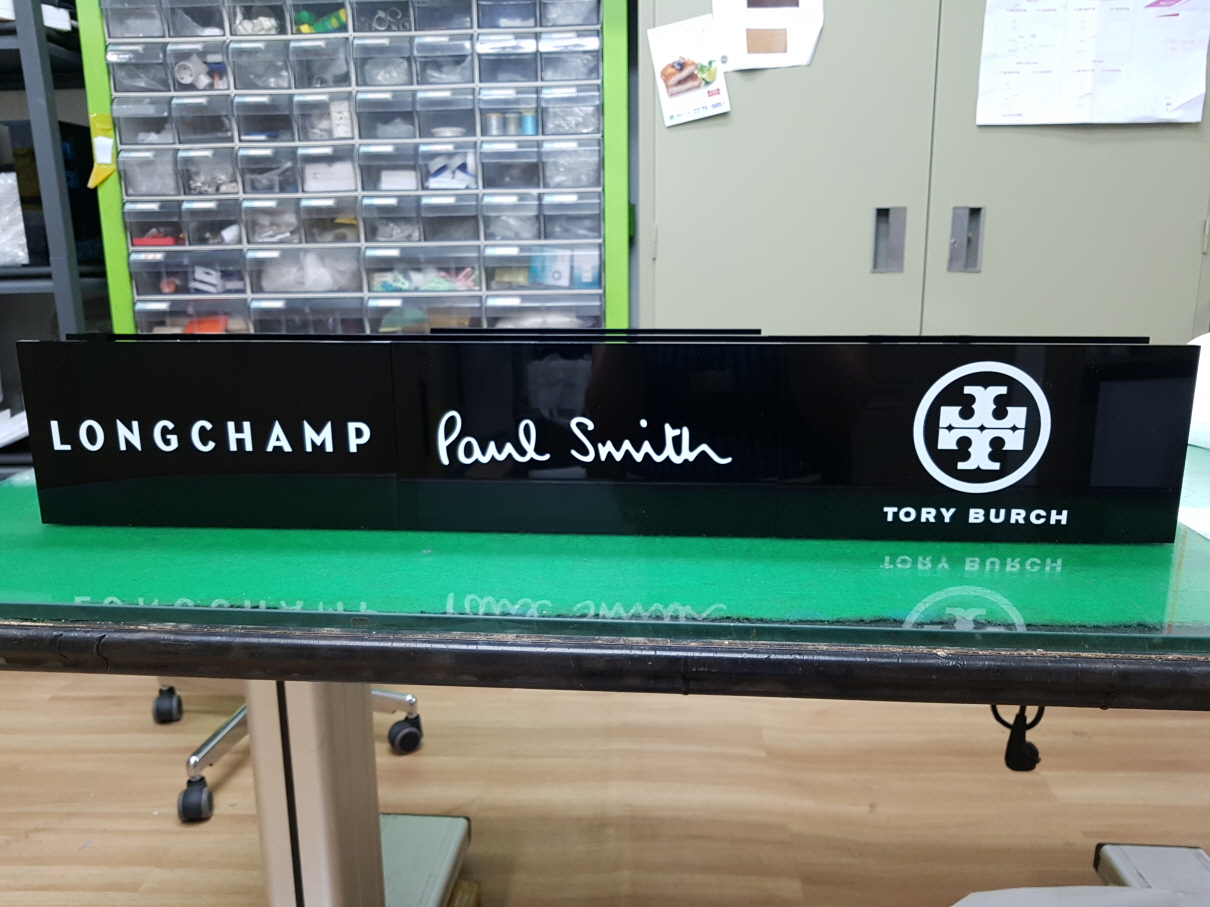 LONGCHAMP
Paul Smith
TORY BURCH